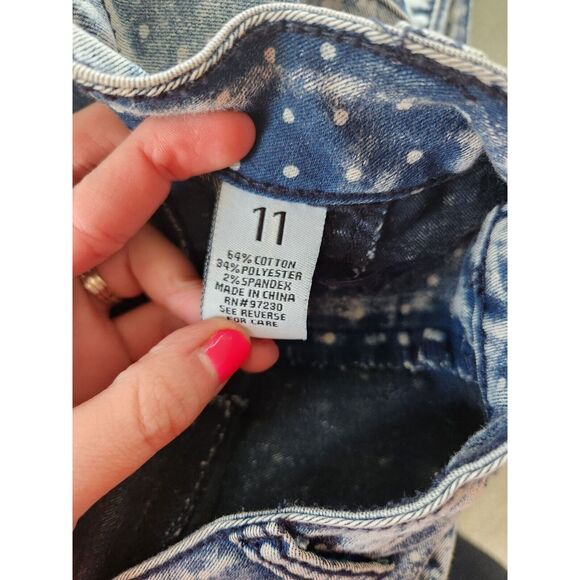 11
64% COTTON
34% POLYESTER
2% SPANDEX
MADE IN CHINA
RN# 97230
SEE REVERSE
FOR CARE